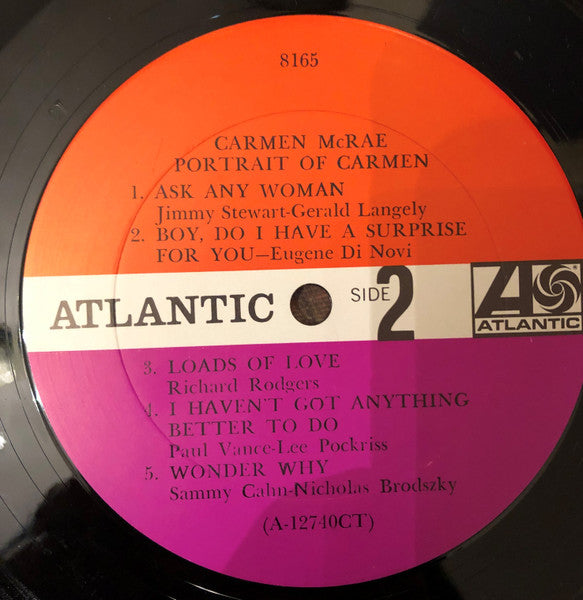 8165
CARMEN McRAE
PORTRAIT OF CARMEN
1. ASK ANY WOMAN
Jimmy Stewart-Gerald Langely
2. BOY, DO I HAVE A SURPRISE
FOR YOU—Eugene Di Novi
ATLANTIC SIDE 2
ATLANTIC
3. LOADS OF LOVE
Richard Rodgers
4. I HAVEN'T GOT ANYTHING
BETTER TO DO
Paul Vance-Lee Pockriss
5. WONDER WHY
Sammy Cahn-Nicholas Brodszky
(A-12740CT)